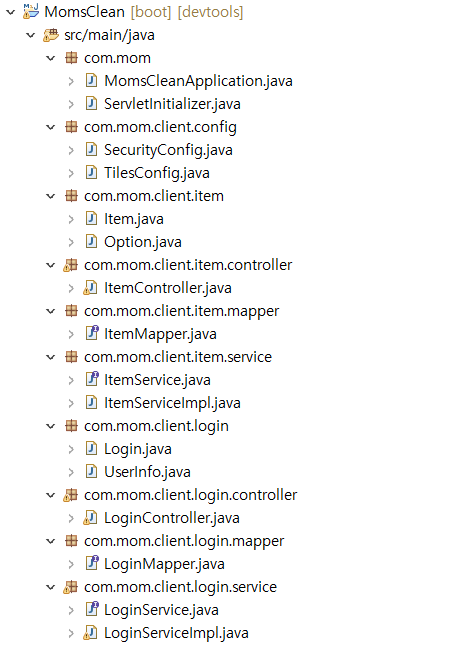 MomsClean [boot] [devtools]
src/main/java
com.mom
MomsCleanApplication.java
ServletInitializer.java
com.mom.client.config
SecurityConfig.java
TilesConfig.java
com.mom.client.item
Item.java
Option.java
com.mom.client.item.controller
ItemController.java
com.mom.client.item.mapper
ItemMapper.java
com.mom.client.item.service
ItemService.java
ItemServiceImpl.java
com.mom.client.login
Login.java
UserInfo.java
com.mom.client.login.controller
LoginController.java
com.mom.client.login.mapper
LoginMapper.java
com.mom.client.login.service
LoginService.java
LoginServiceImpl.java